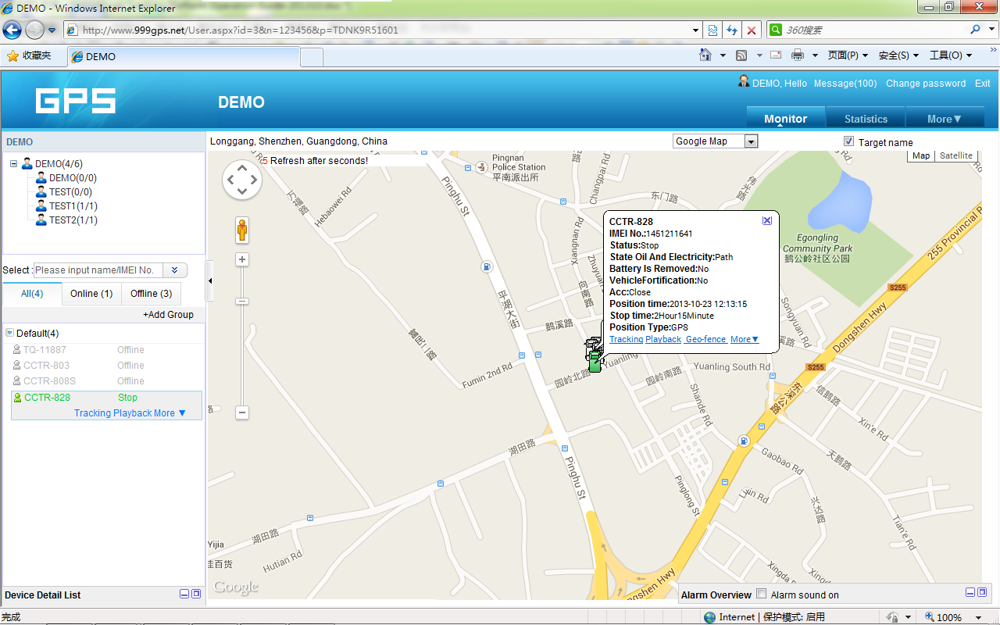 DEMO - Windows Internet Explorer
http://www.999gps.net/User.aspx?id=3&n=123456&p=TDNK9R51601
360搜索
收藏夹
DEMO
页面(P)
安全(S)
工具(O)
GPS
DEMO
DEMO, Hello Message(100) Change password Exit
Monitor Statistics More▼
DEMO
Longgang, Shenzhen, Guangdong, China
Google Map
Target name
DEMO(4/6)
DEMO(0/0)
TEST(0/0)
TEST1(1/1)
TEST2(1/1)
Select :
Please input name/IMEI No.
All(4) Online (1) Offline (3)
+Add Group
Default(4)
TQ-11887 Offline
CCTR-803 Offline
CCTR-808S Offline
CCTR-828 Stop
Tracking Playback More ▼
Device Detail List
5 Refresh after seconds!
Map Satellite
Pingnan
Police Station
平南派出所
Pinghu St
Hebaowei Rd
Changpai Rd
东门路
Xiangnan Rd
向南路
平湖大街
鹅溪路
Fumin 2nd Rd
园岭北路
Yuanling
园岭南路
Yuanling South Rd
Egongling
Community Park
鹅公岭社区公园
255 Provincial
S255
Dongshen Hwy
S255
东深公路
信鹅路
Xin'e Rd
Shande Rd
Gaobao Rd
天鹅路
湖田路
Pinghu St
Pinglong St
Tian'e Rd
湖田路
Hutian Rd
Yijia
佳百货
Xingda
CCTR-828
IMEI No.:1451211641
Status:Stop
State Oil And Electricity:Path
Battery Is Removed:No
VehicleFortification:No
Acc:Close
Position time:2013-10-23 12:13:15
Stop time:2Hour15Minute
Position Type:GPS
Tracking Playback Geo-fence More▼
Google
Alarm Overview Alarm sound on
完成
Internet | 保护模式: 启用
100%